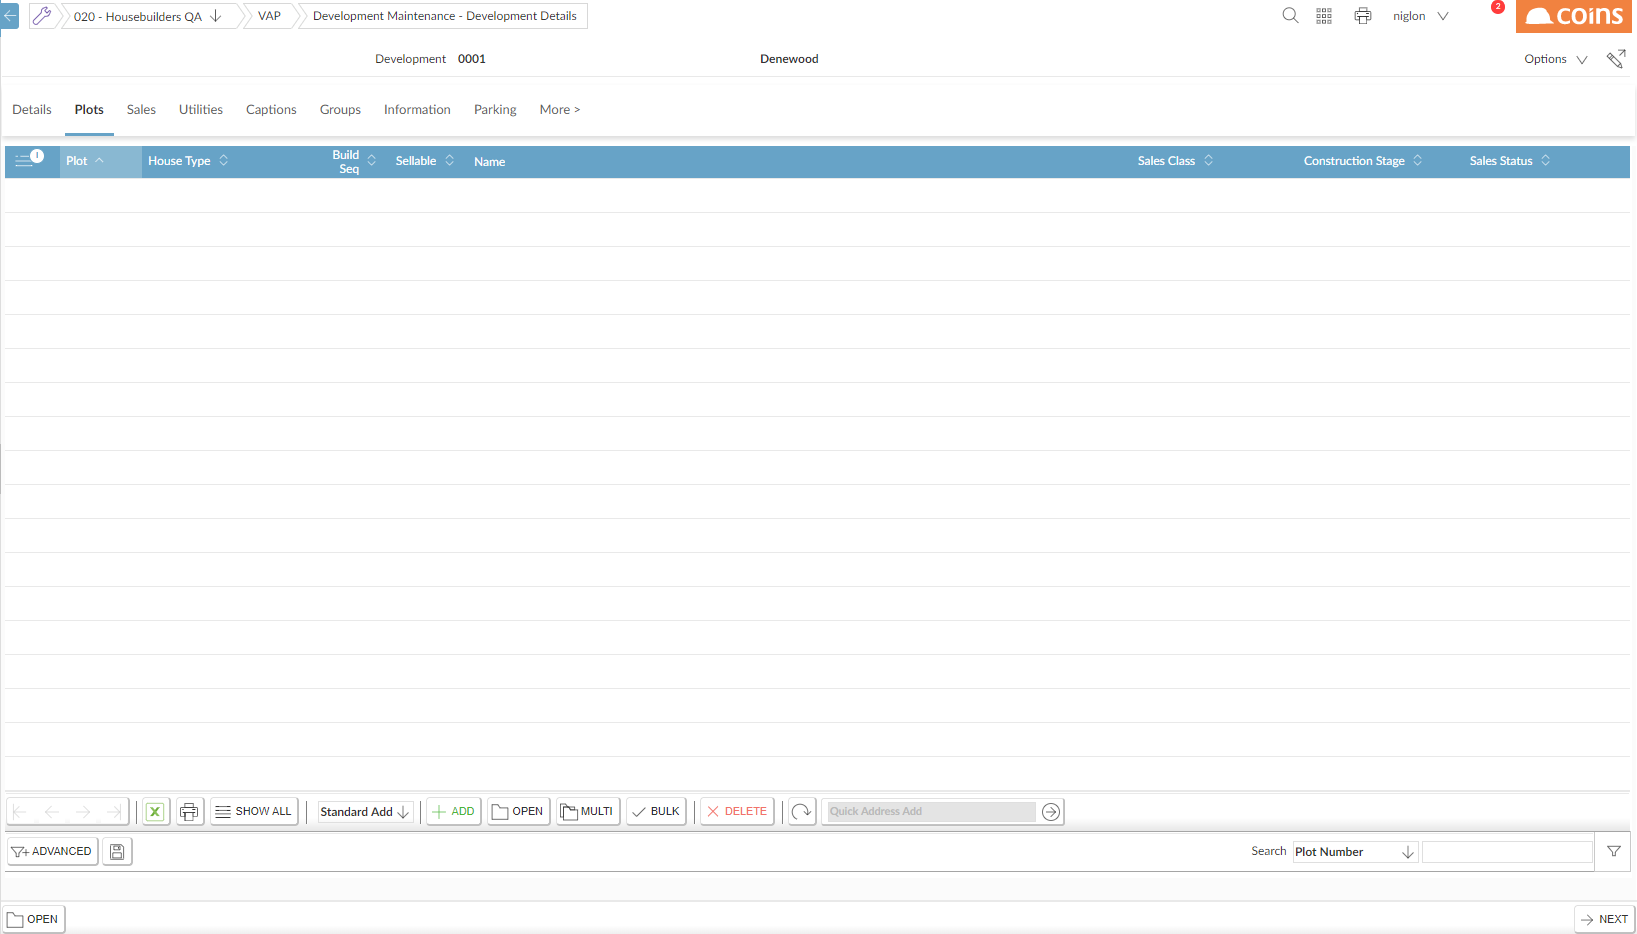 020 - Housebuilders QA
VAP
Development Maintenance - Development Details
niglon
2
coins
Development 0001
Denewood
Options
Details
Plots
Sales
Utilities
Captions
Groups
Information
Parking
More >
Plot
House Type
Build
Seq
Sellable
Name
Sales Class
Construction Stage
Sales Status
SHOW ALL
Standard Add
ADD
OPEN
MULTI
BULK
DELETE
Quick Address Add
ADVANCED
Search
Plot Number
OPEN
NEXT